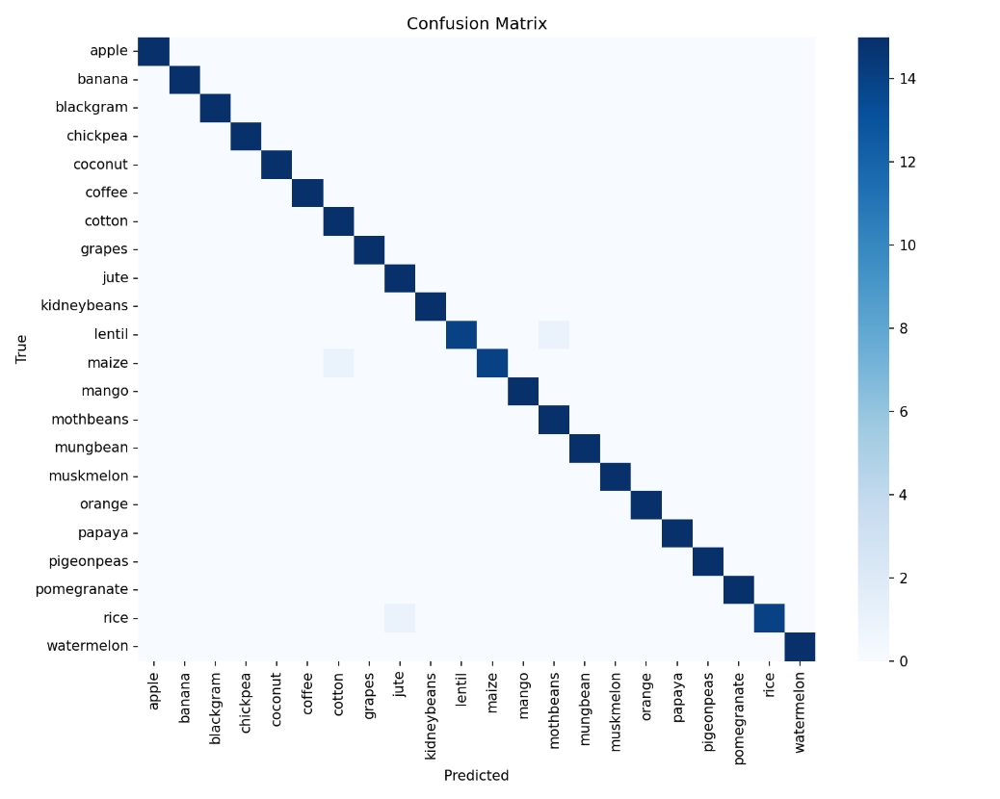 Confusion Matrix
True
apple
banana
blackgram
chickpea
coconut
coffee
cotton
grapes
jute
kidneybeans
lentil
maize
mango
mothbeans
mungbean
muskmelon
orange
papaya
pigeonpeas
pomegranate
rice
watermelon
apple
banana
blackgram
chickpea
coconut
coffee
cotton
grapes
jute
kidneybeans
lentil
maize
mango
mothbeans
mungbean
muskmelon
orange
papaya
pigeonpeas
pomegranate
rice
watermelon
Predicted
14
12
10
8
6
4
2
0